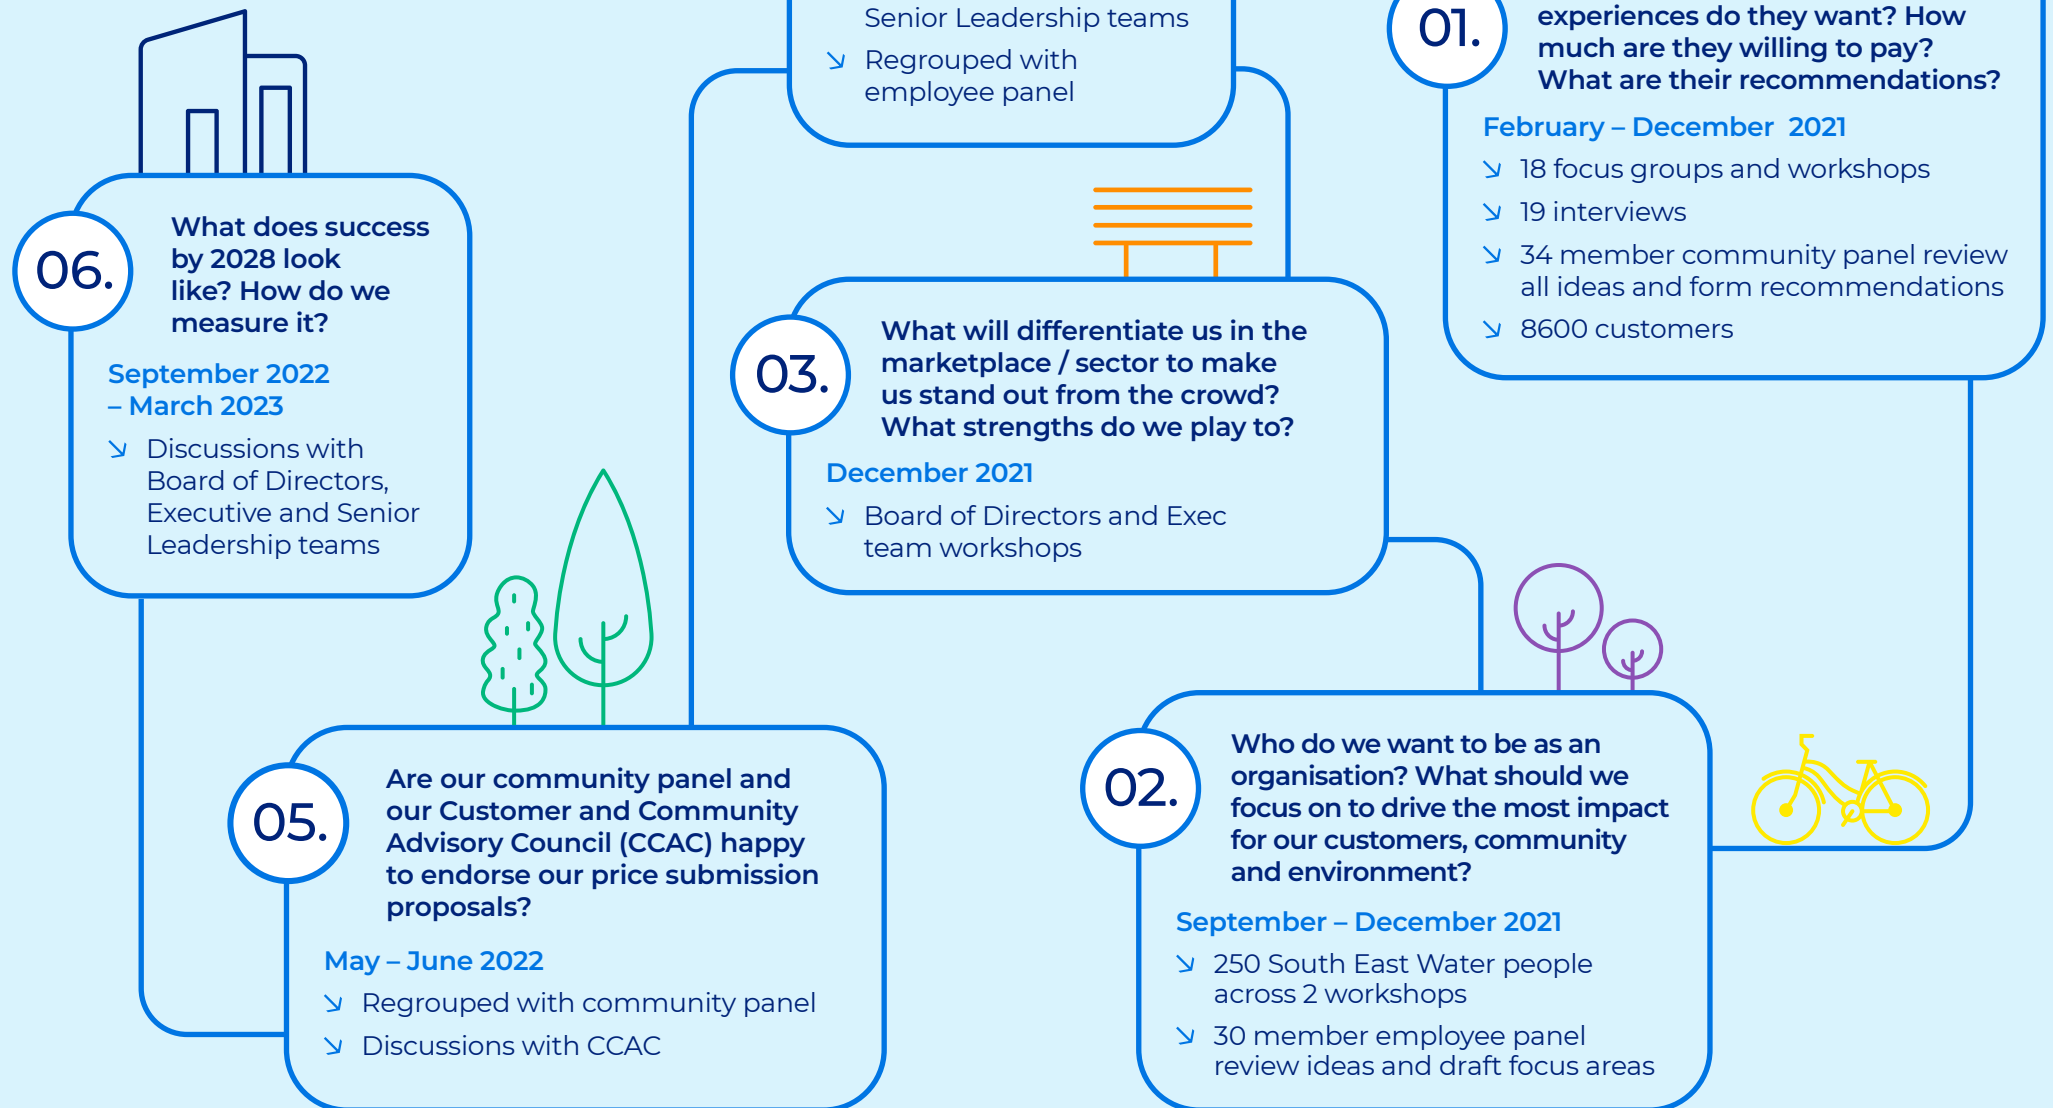 01.
experiences do they want? How
much are they willing to pay?
What are their recommendations?
February – December 2021
18 focus groups and workshops
19 interviews
34 member community panel review
all ideas and form recommendations
8600 customers
02.
Who do we want to be as an
organisation? What should we
focus on to drive the most impact
for our customers, community
and environment?
September – December 2021
250 South East Water people
across 2 workshops
30 member employee panel
review ideas and draft focus areas
03.
What will differentiate us in the
marketplace / sector to make
us stand out from the crowd?
What strengths do we play to?
December 2021
Board of Directors and Exec
team workshops
Senior Leadership teams
Regrouped with
employee panel
05.
Are our community panel and
our Customer and Community
Advisory Council (CCAC) happy
to endorse our price submission
proposals?
May – June 2022
Regrouped with community panel
Discussions with CCAC
06.
What does success
by 2028 look
like? How do we
measure it?
September 2022
– March 2023
Discussions with
Board of Directors,
Executive and Senior
Leadership teams